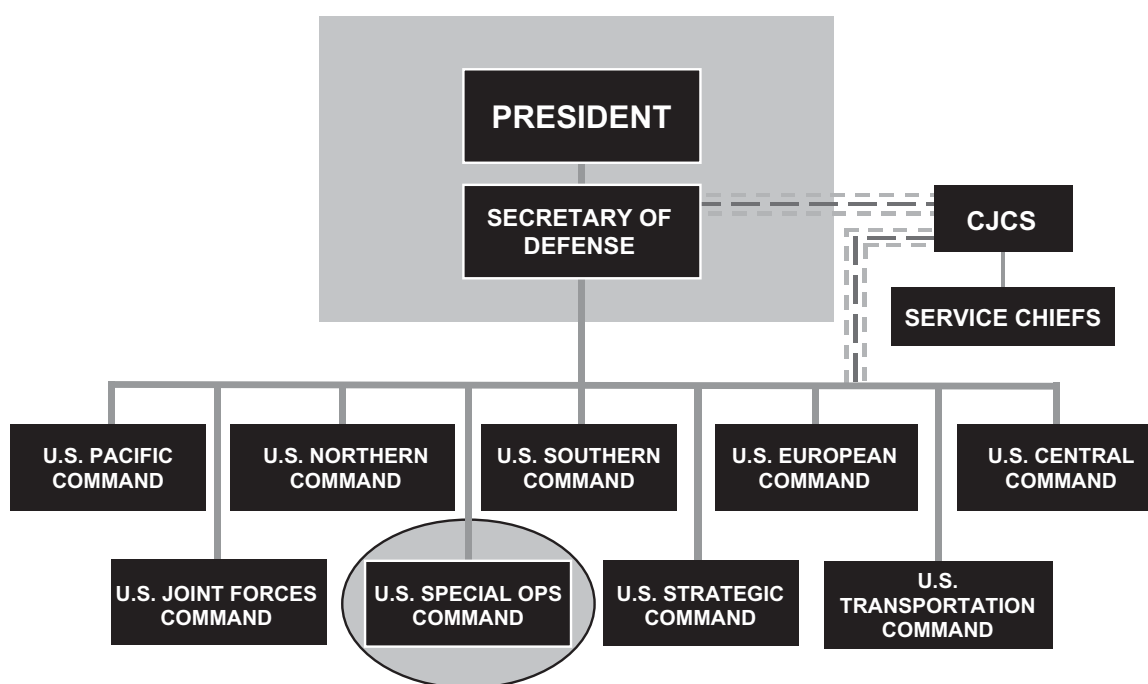 PRESIDENT
SECRETARY OF
DEFENSE
CJCS
SERVICE CHIEFS
U.S. PACIFIC
COMMAND
U.S. NORTHERN
COMMAND
U.S. SOUTHERN
COMMAND
U.S. EUROPEAN
COMMAND
U.S. CENTRAL
COMMAND
U.S. JOINT FORCES
COMMAND
U.S. SPECIAL OPS
COMMAND
U.S. STRATEGIC
COMMAND
U.S.
TRANSPORTATION
COMMAND